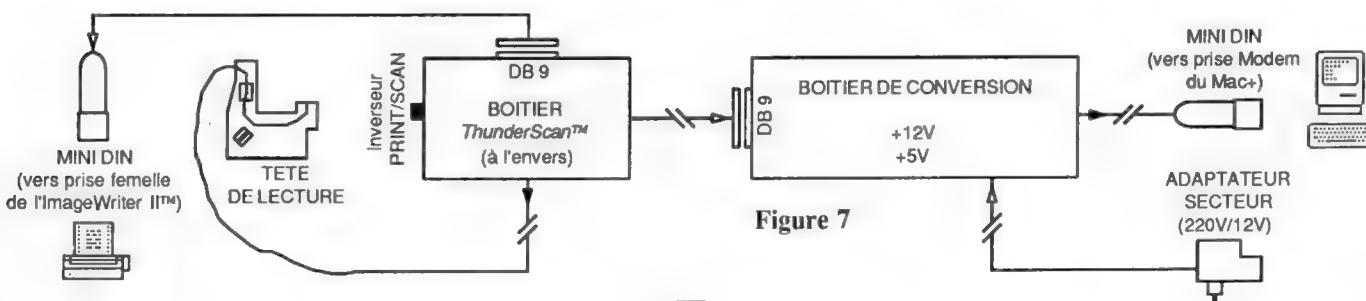 MINI DIN
(vers prise femelle
de l'ImageWriter II™)
TETE
DE LECTURE
Inverseur
PRINT/SCAN
DB 9
BOITIER
ThunderScan™
(à l'envers)
DB 9
BOITIER DE CONVERSION
+12V
+5V
Figure 7
MINI DIN
(vers prise Modem
du Mac+)
ADAPTATEUR
SECTEUR
(220V/12V)